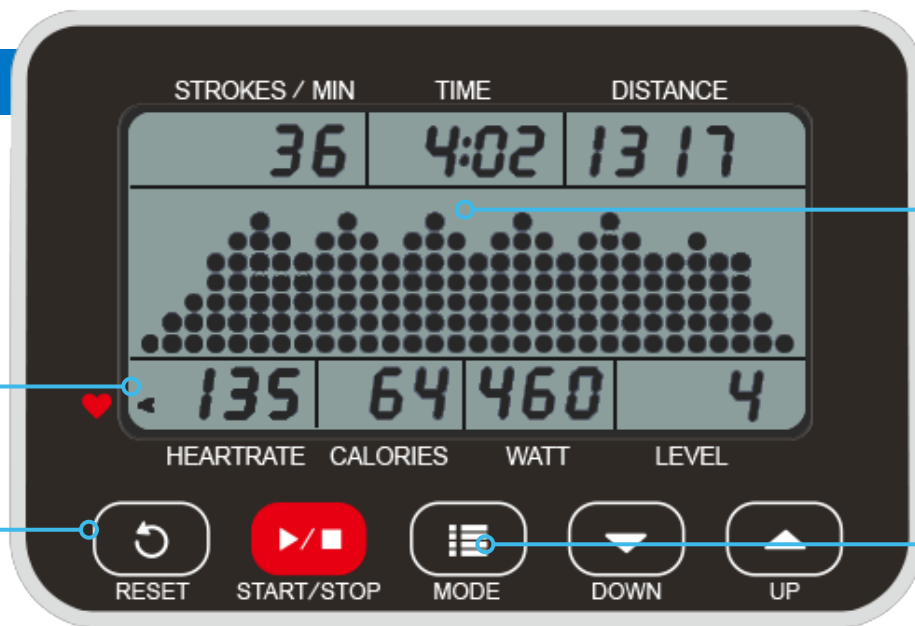 STROKES / MIN TIME DISTANCE
36 4:02 1317
135 64 460 4
HEARTRATE CALORIES WATT LEVEL
RESET START/STOP MODE DOWN UP